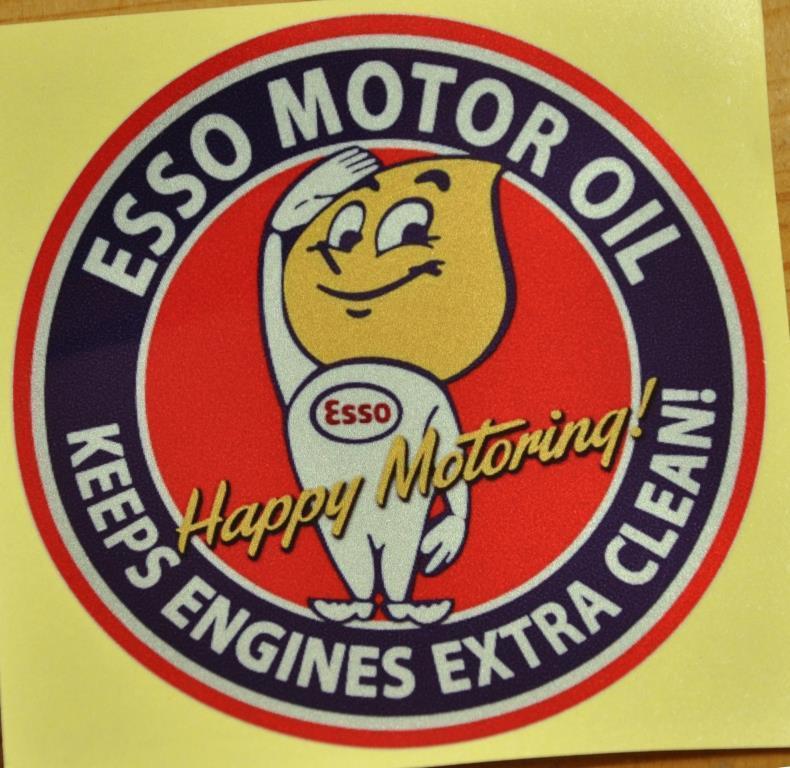 ESSO MOTOR OIL
Esso
Happy Motoring!
KEEPS ENGINES EXTRA CLEAN!